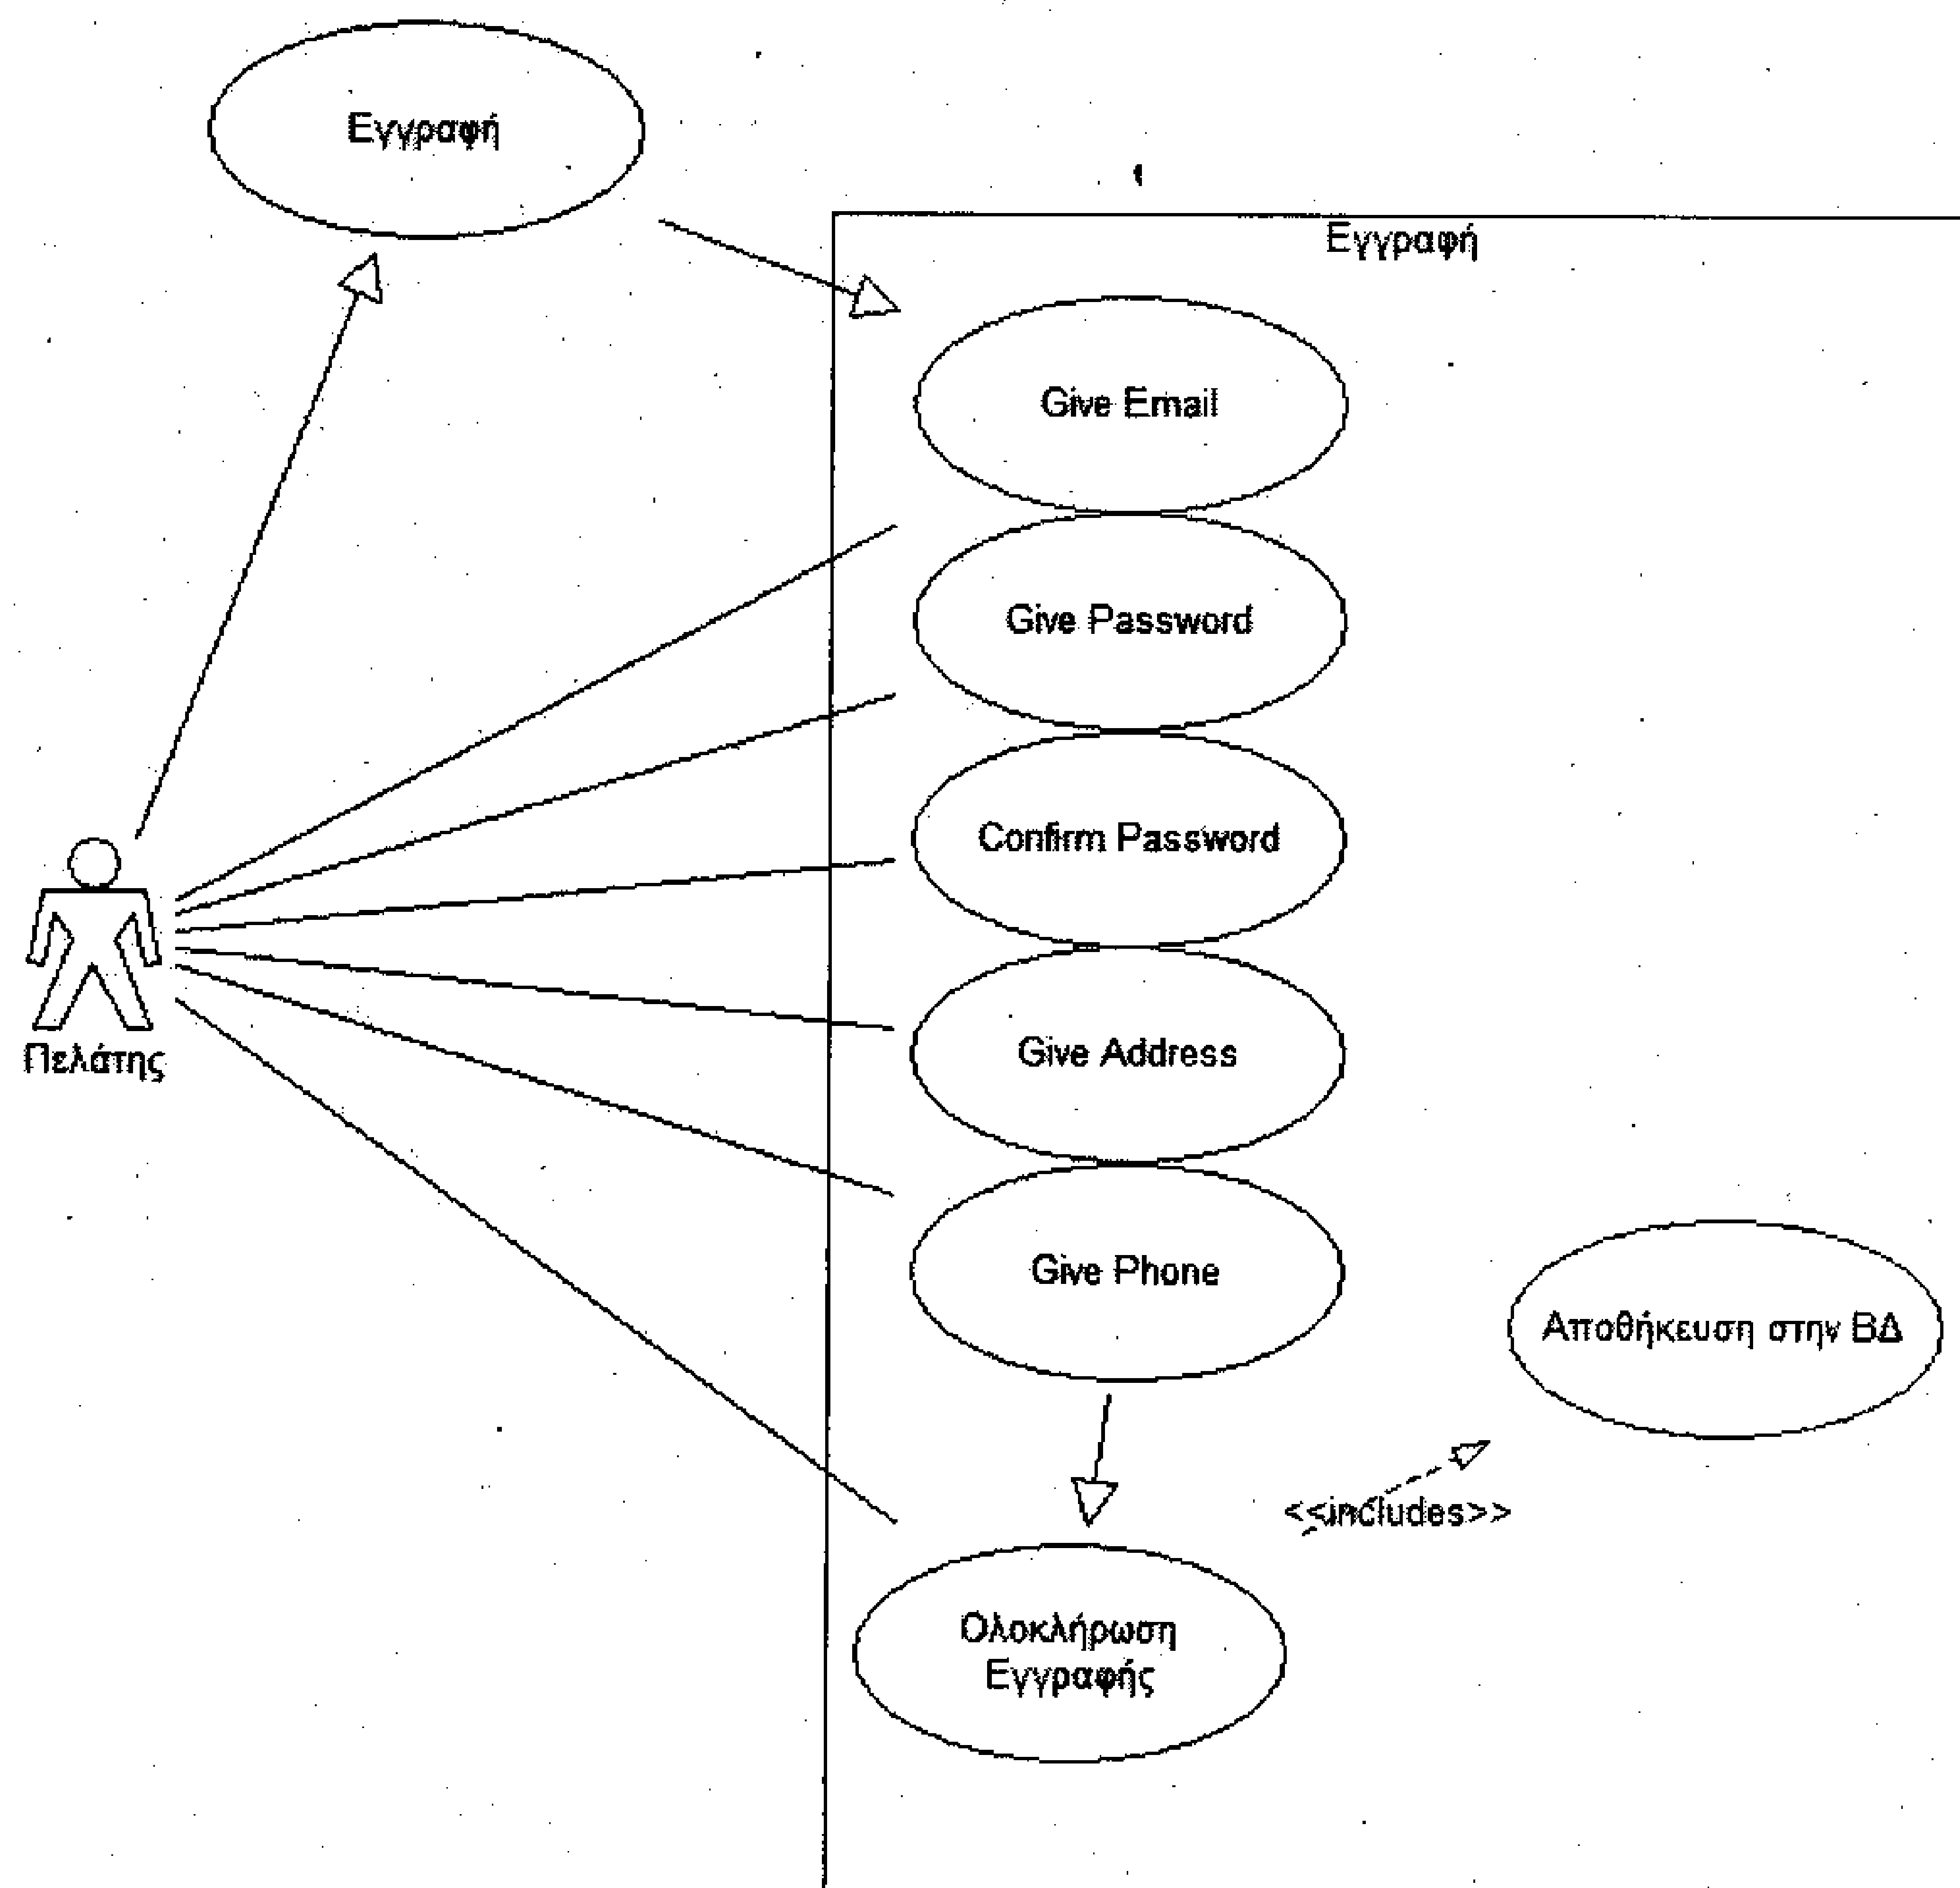 Εγγραφή
Εγγραφή
Give Email
Give Password
Confirm Password
Πελάτης
Give Address
Give Phone
Αποθήκευση στην ΒΔ
<<includes>>
Ολοκλήρωση
Εγγραφής